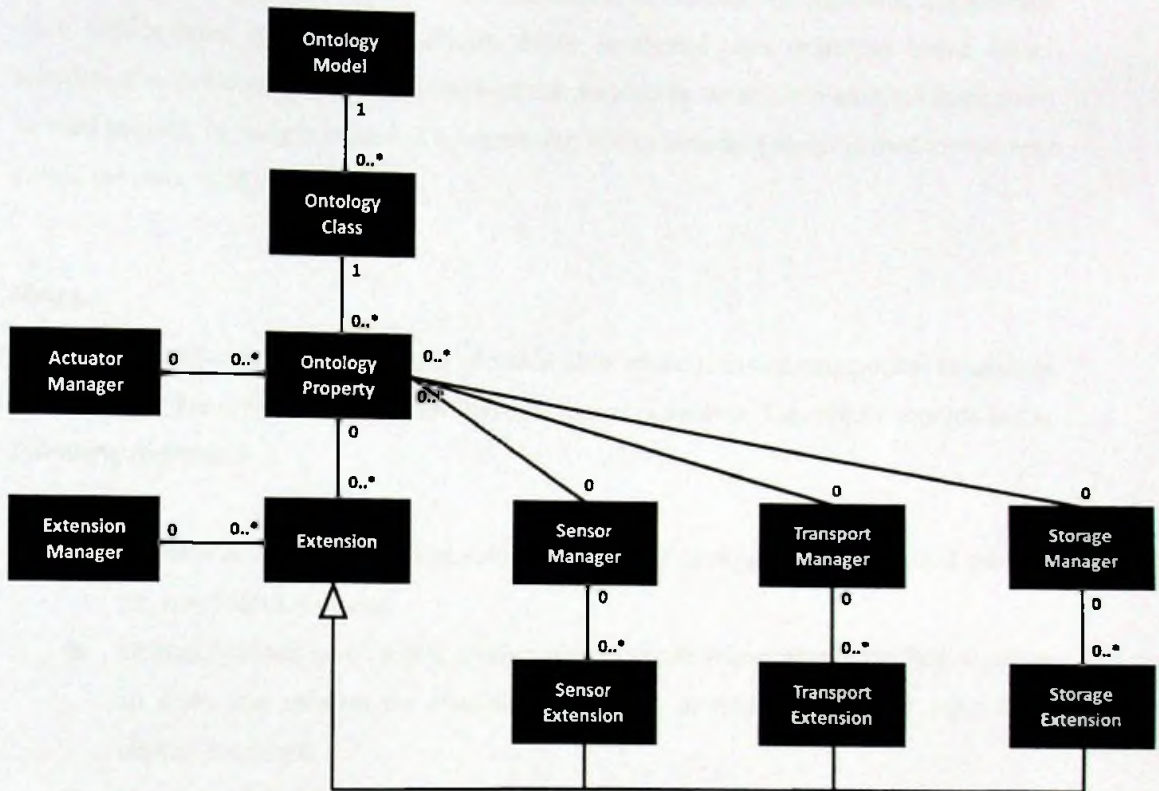 Ontology
Model
1
0..*
Ontology
Class
1
0..*
Actuator
Manager
0
0..*
Ontology
Property
0..*
0..*
0
0..*
Extension
Manager
0
0..*
Extension
0
Sensor
Manager
0
0..*
Sensor
Extension
0
Transport
Manager
0
0..*
Transport
Extension
0
Storage
Manager
0
0..*
Storage
Extension